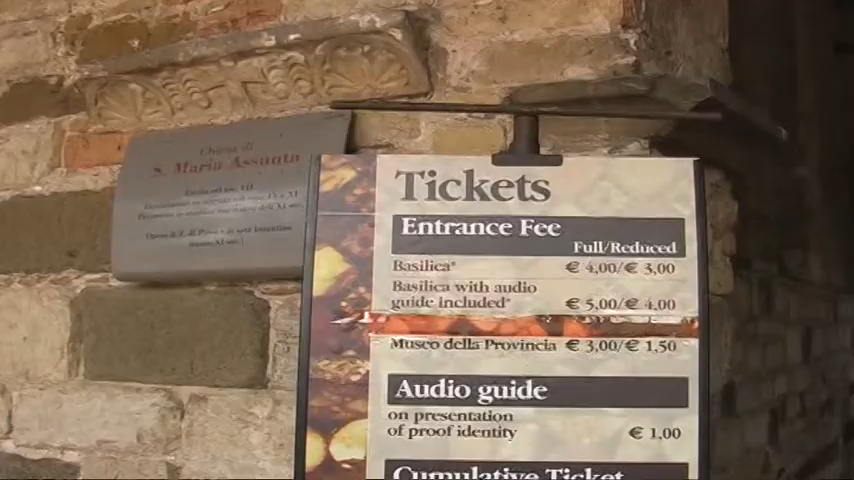 Chiesa di
S. Maria Assunta
Tickets
Entrance Fee
Full/Reduced
Basilica* € 4,00/€ 3,00
Basilica with audio
guide included* € 5,00/€ 4,00
Museo della Provincia € 3,00/€ 1,50
Audio guide
on presentation
of proof identity € 1,00
Cumulative Ticket